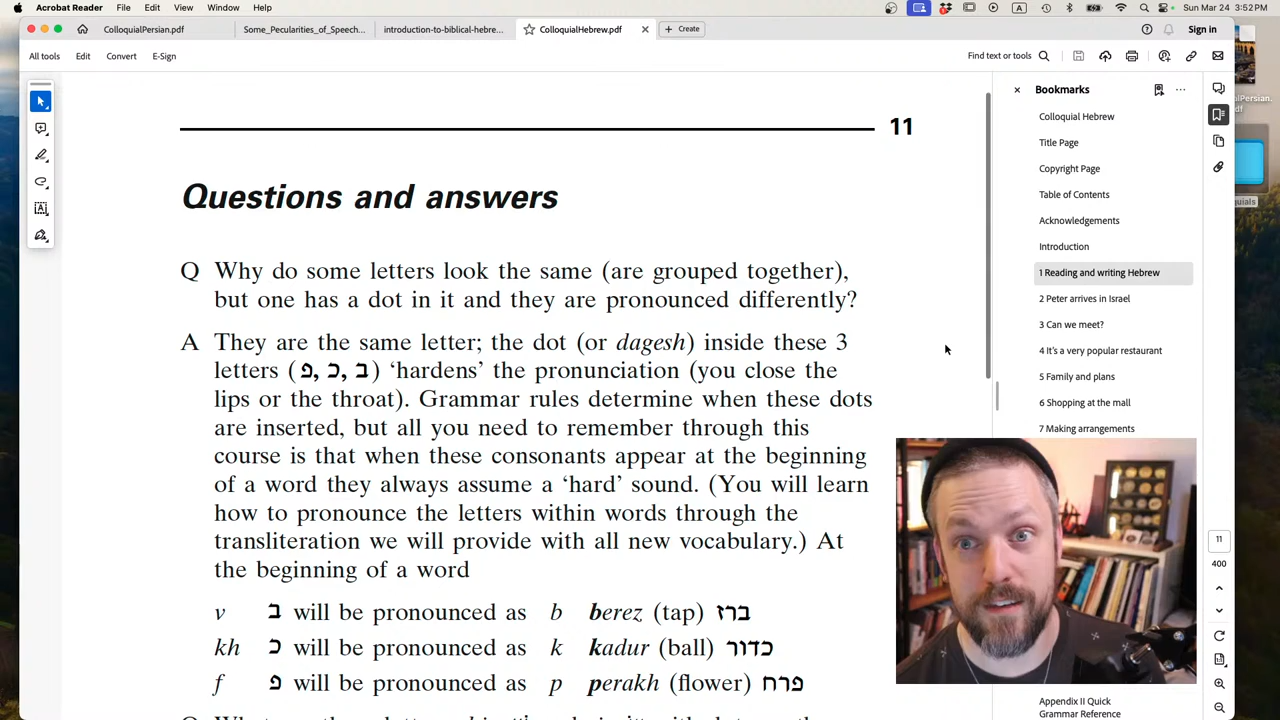 Acrobat Reader File Edit View Window Help
A
Sun Mar 24 3:52 PM
ColloquialPersian.pdf
Some_Pecularities_of_Speech...
introduction-to-biblical-hebre...
ColloquialHebrew.pdf
Create
Sign in
All tools Edit Convert E-Sign
Find text or tools
11
Questions and answers
Q Why do some letters look the same (are grouped together),
but one has a dot in it and they are pronounced differently?
A They are the same letter; the dot (or dagesh) inside these 3
letters (פ, כ, ב) ‘hardens’ the pronunciation (you close the
lips or the throat). Grammar rules determine when these dots
are inserted, but all you need to remember through this
course is that when these consonants appear at the beginning
of a word they always assume a ‘hard’ sound. (You will learn
how to pronounce the letters within words through the
transliteration we will provide with all new vocabulary.) At
the beginning of a word
v ב will be pronounced as b berez (tap) ברז
kh כ will be pronounced as k kadur (ball) כדור
f פ will be pronounced as p perakh (flower) פרח
Bookmarks
Colloquial Hebrew
Title Page
Copyright Page
Table of Contents
Acknowledgements
Introduction
1 Reading and writing Hebrew
2 Peter arrives in Israel
3 Can we meet?
4 It's a very popular restaurant
5 Family and plans
6 Shopping at the mall
7 Making arrangements
Appendix II Quick
Grammar Reference
11
400